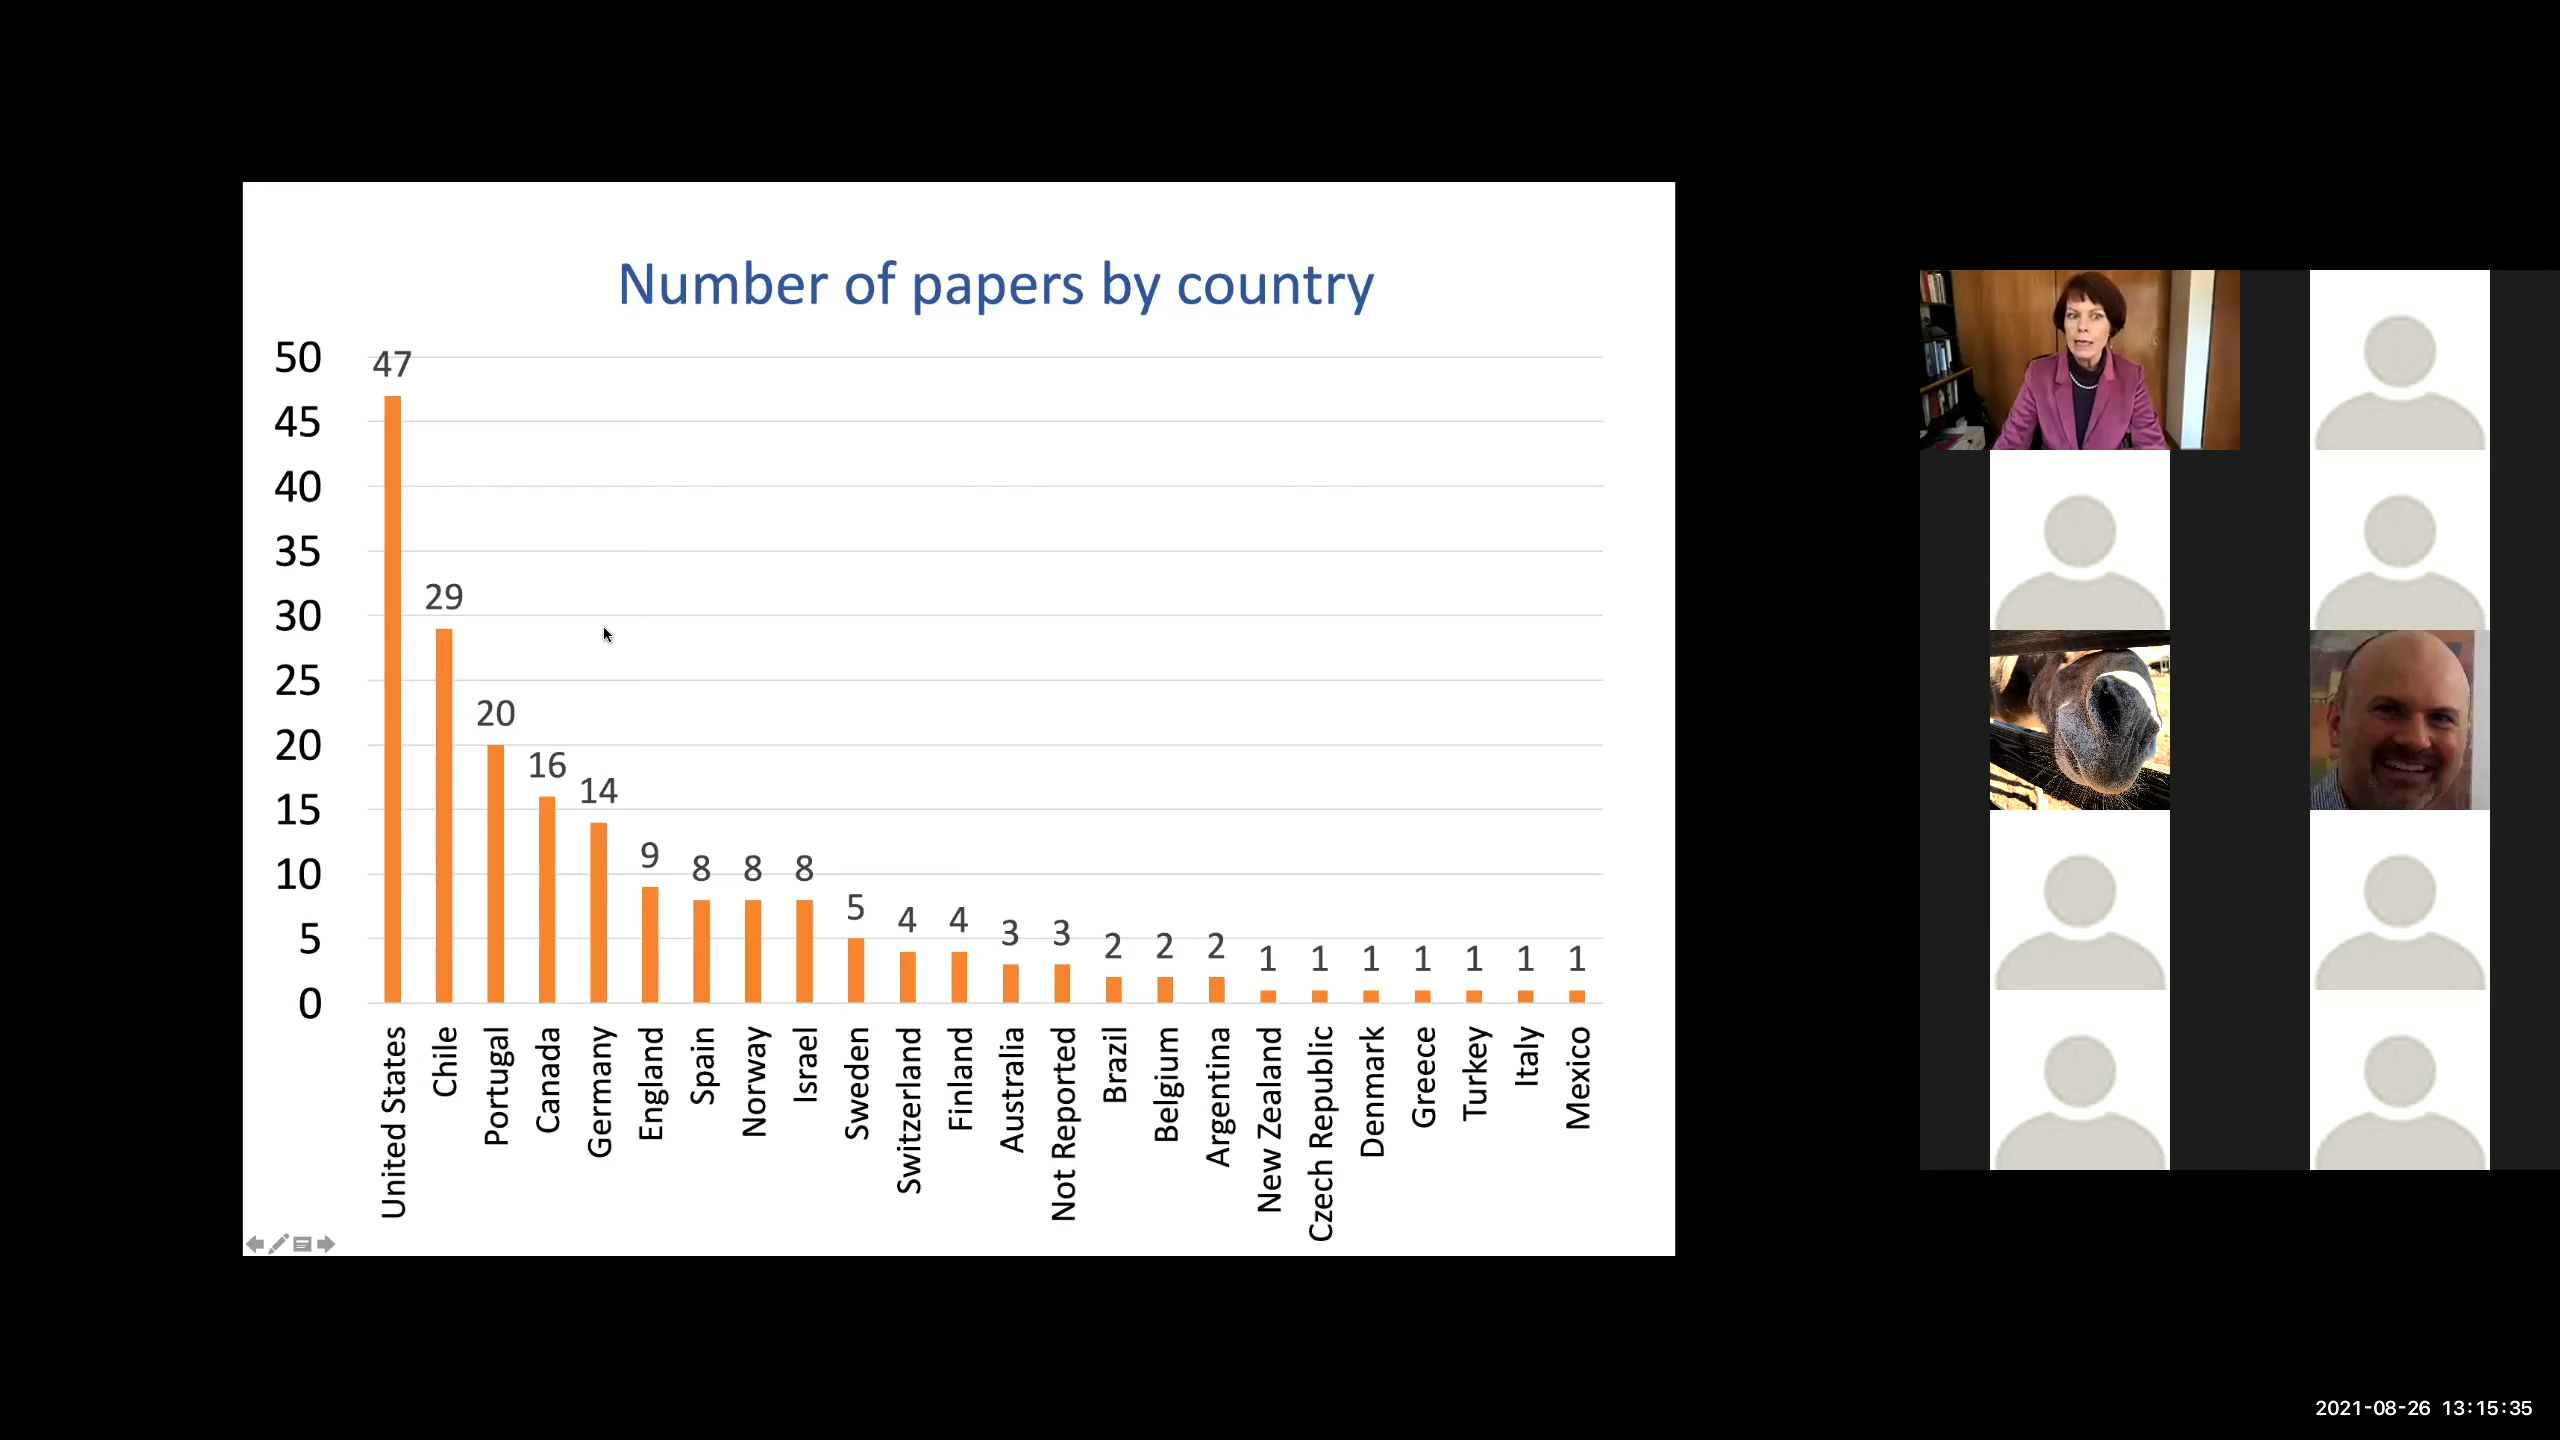 Number of papers by country
50
45
40
35
30
25
20
15
10
5
0
47
29
20
16
14
9
8
8
8
5
4
4
3
3
2
2
2
1
1
1
1
1
1
1
United States
Chile
Portugal
Canada
Germany
England
Spain
Norway
Israel
Sweden
Switzerland
Finland
Australia
Not Reported
Brazil
Belgium
Argentina
New Zealand
Czech Republic
Denmark
Greece
Turkey
Italy
Mexico
2021-08-26 13:15:35